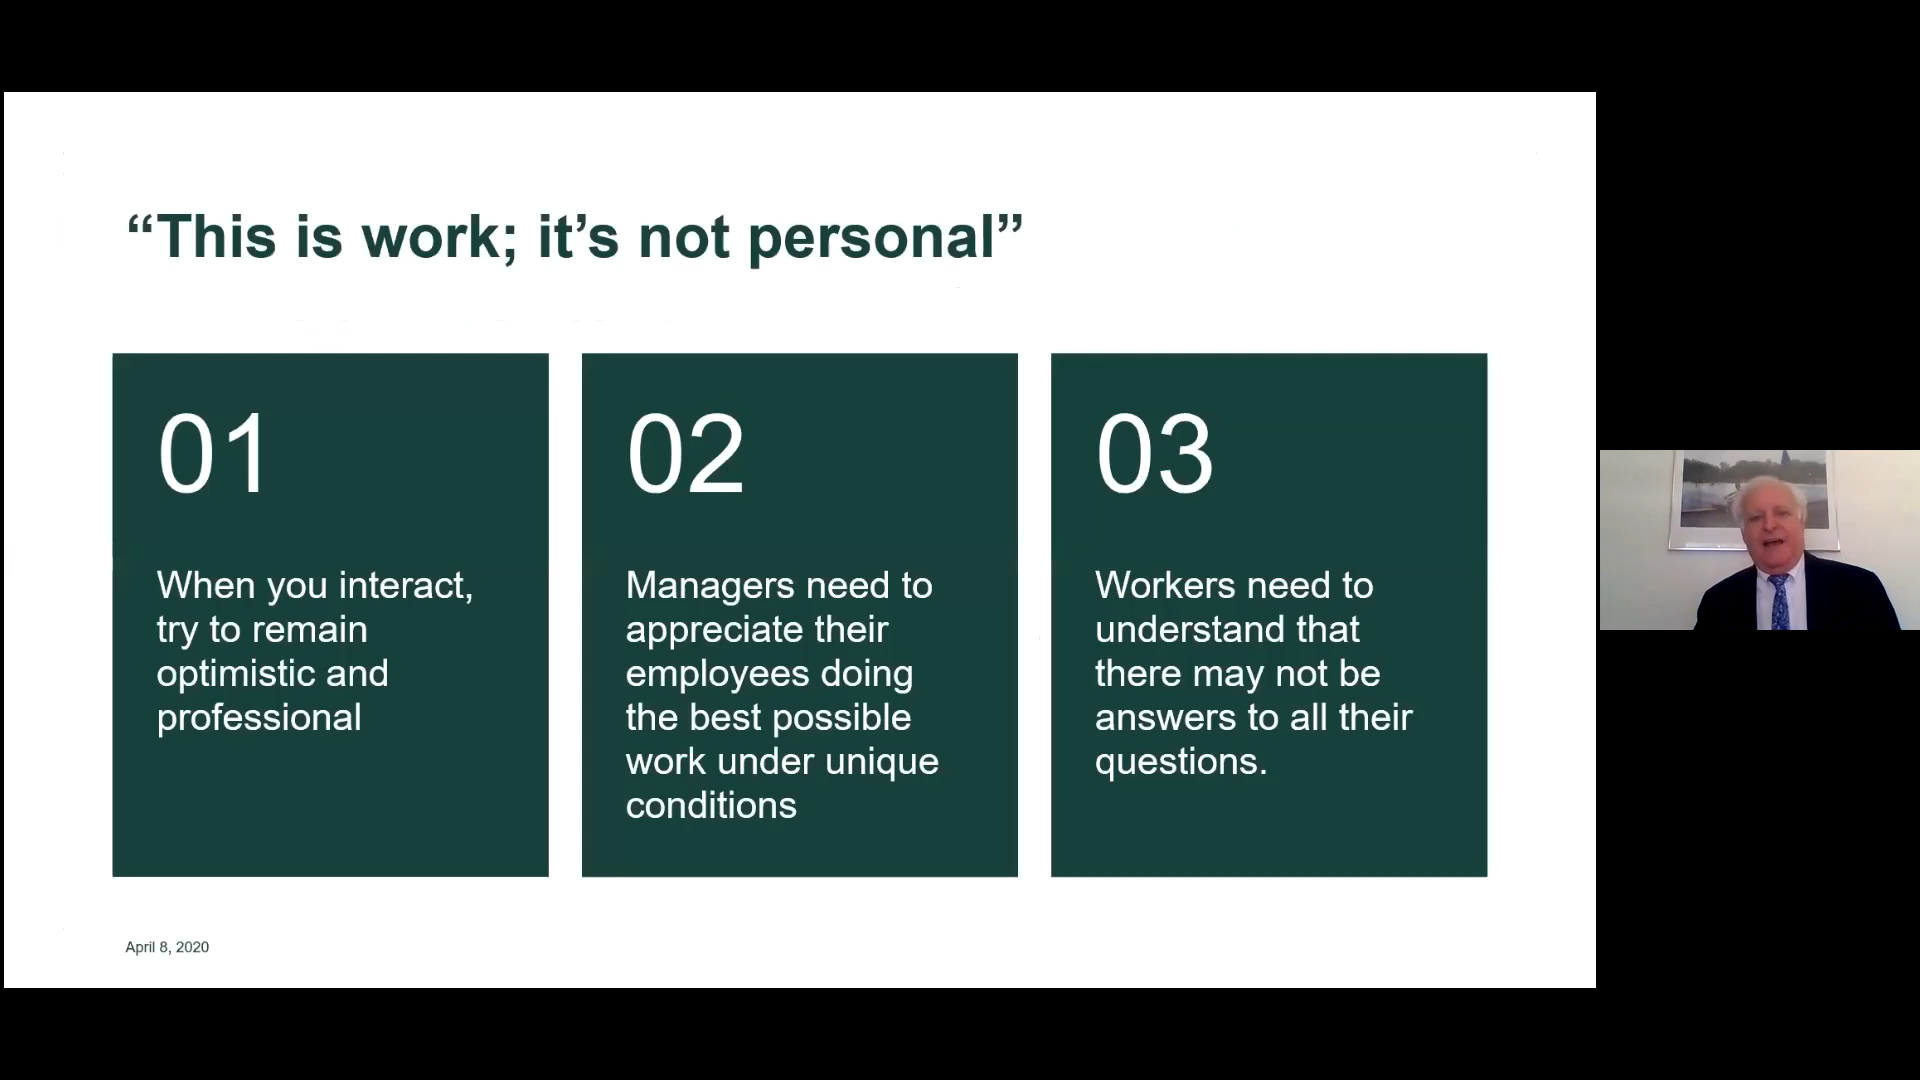 “This is work; it’s not personal”
01
When you interact,
try to remain
optimistic and
professional
02
Managers need to
appreciate their
employees doing
the best possible
work under unique
conditions
03
Workers need to
understand that
there may not be
answers to all their
questions.
April 8, 2020